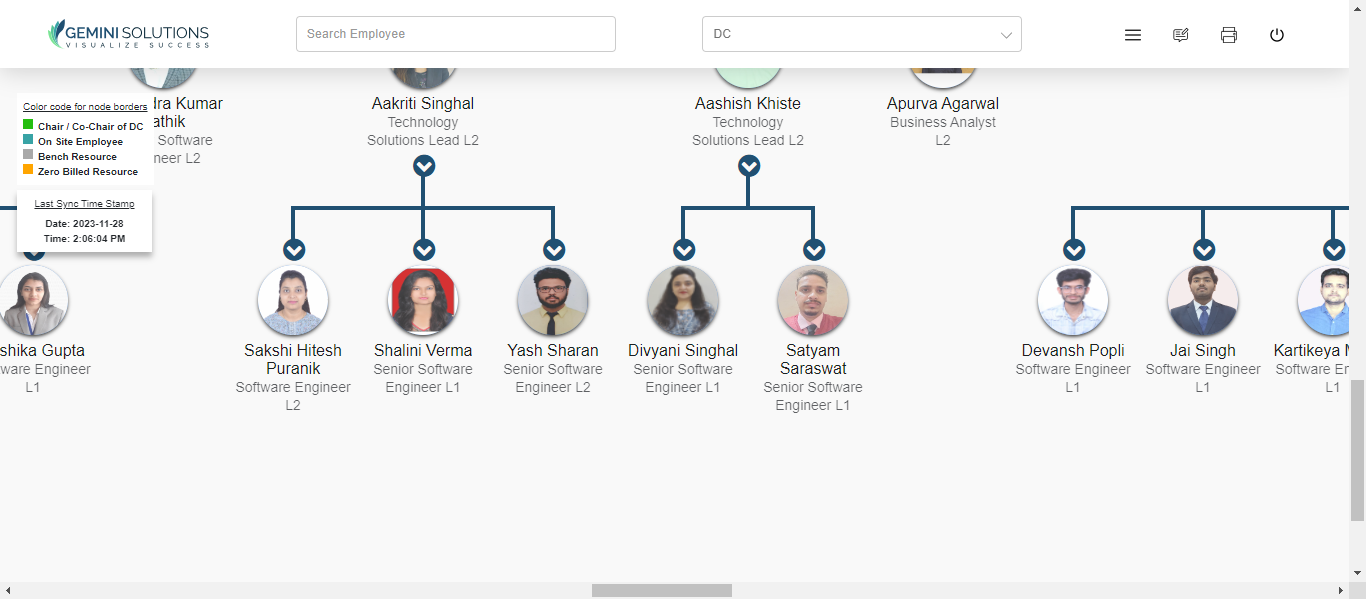 GEMINI SOLUTIONS
VISUALIZE SUCCESS
Search Employee
DC
Color code for node borders
Chair / Co-Chair of DC
On Site Employee
Bench Resource
Zero Billed Resource
Last Sync Time Stamp
Date: 2023-11-28
Time: 2:06:04 PM
dra Kumar
athik
Software
neer L2
Aakriti Singhal
Technology
Solutions Lead L2
Aashish Khiste
Technology
Solutions Lead L2
Apurva Agarwal
Business Analyst
L2
shika Gupta
ware Engineer
L1
Sakshi Hitesh
Puranik
Software Engineer
L2
Shalini Verma
Senior Software
Engineer L1
Yash Sharan
Senior Software
Engineer L2
Divyani Singhal
Senior Software
Engineer L1
Satyam
Saraswat
Senior Software
Engineer L1
Devansh Popli
Software Engineer
L1
Jai Singh
Software Engineer
L1
Kartikeya
Software Er
L1